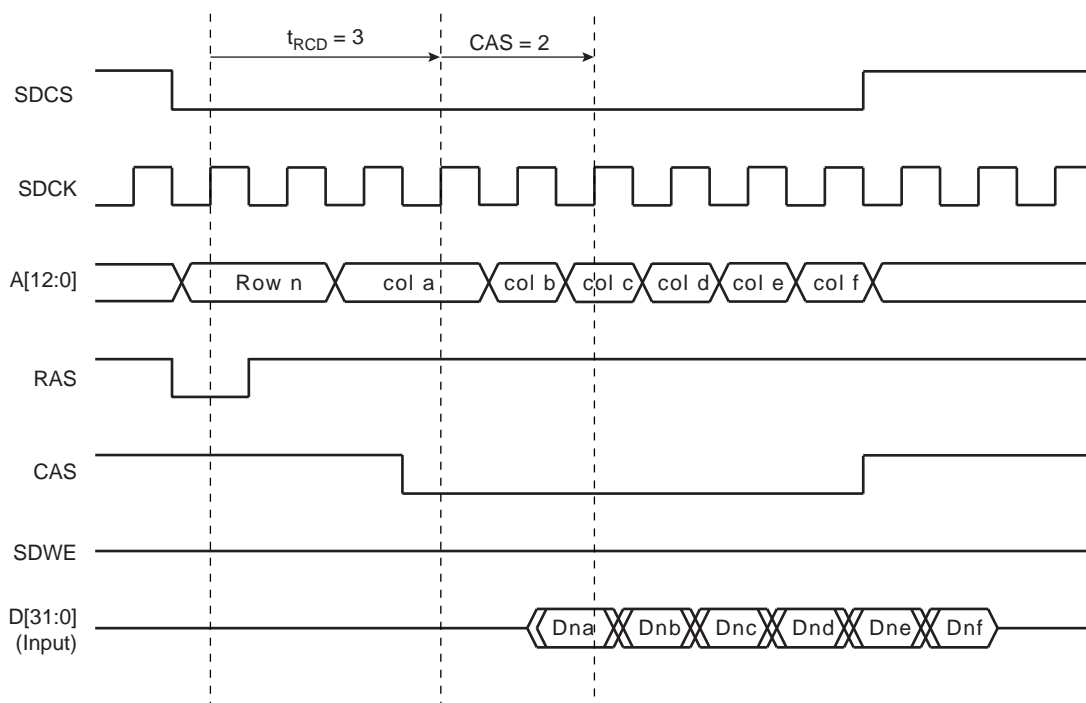 tRCD = 3 CAS = 2
SDCS
SDCK
A[12:0] Row n col a col b col c col d col e col f
RAS
CAS
SDWE
D[31:0]
(Input) Dna Dnb Dnc Dnd Dne Dnf